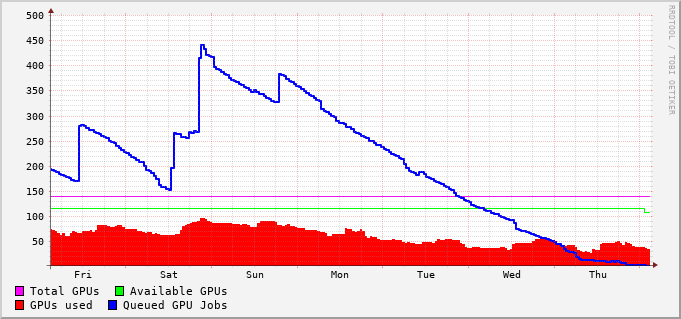 500
450
400
350
300
250
200
150
100
50
Fri Sat Sun Mon Tue Wed Thu
Total GPUs Available GPUs
GPUs used Queued GPU Jobs
RRDTOOL / TOBI OETIKER